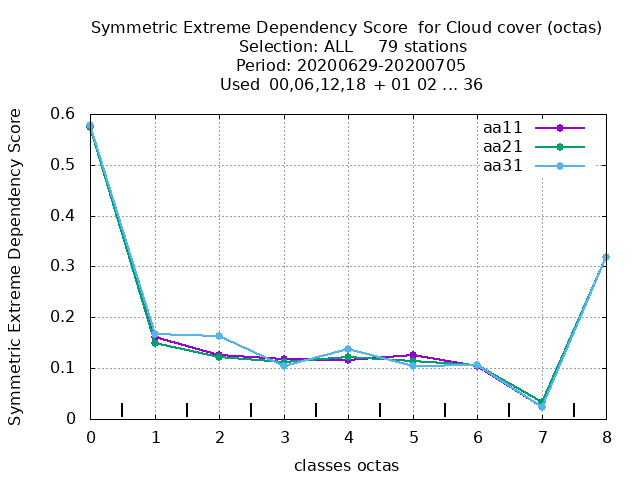 Symmetric Extreme Dependency Score  for Cloud cover (octas)
Selection: ALL     79 stations
Period: 20200629-20200705
Used  00,06,12,18  + 01 02 ... 36
Symmetric Extreme Dependency Score
0.6
0.5
0.4
0.3
0.2
0.1
0
aa11
aa21
aa31
0 1 2 3 4 5 6 7 8
classes octas